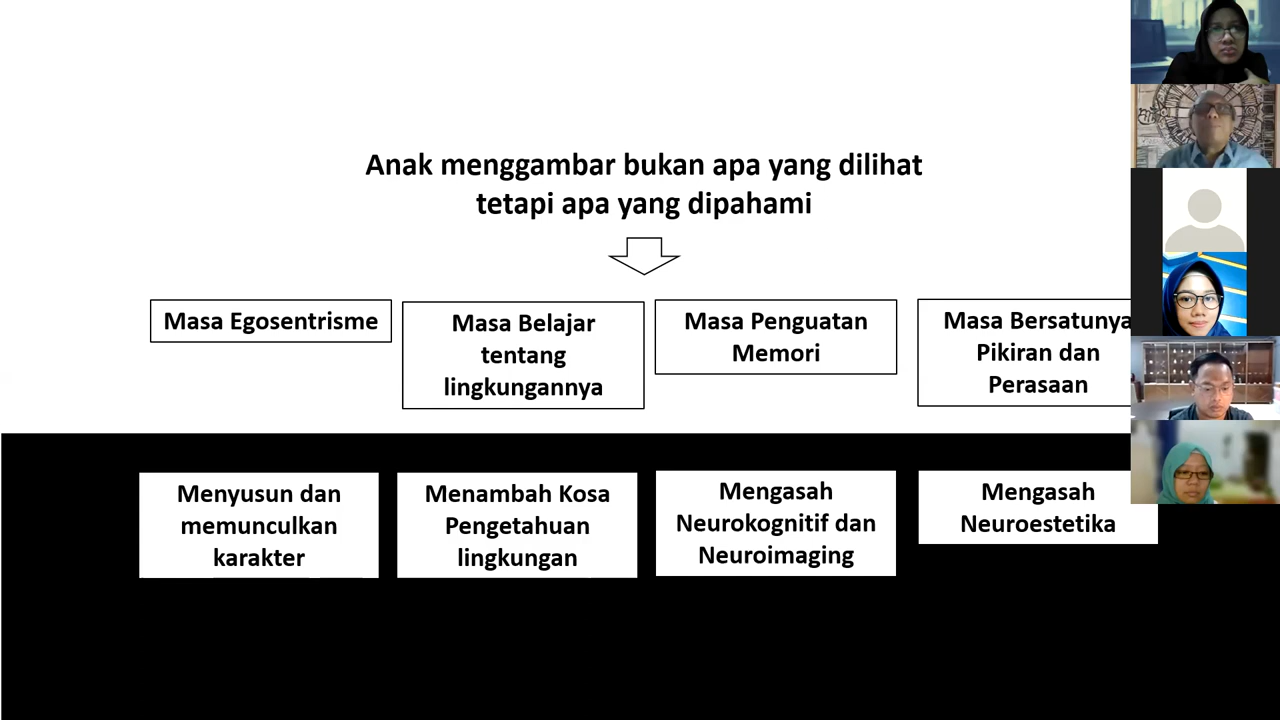 Anak menggambar bukan apa yang dilihat
tetapi apa yang dipahami
Masa Egosentrisme
Masa Belajar
tentang
lingkungannya
Masa Penguatan
Memori
Masa Bersatunya
Pikiran dan
Perasaan
Menyusun dan
memunculkan
karakter
Menambah Kosa
Pengetahuan
lingkungan
Mengasah
Neurokognitif dan
Neuroimaging
Mengasah
Neuroestetika